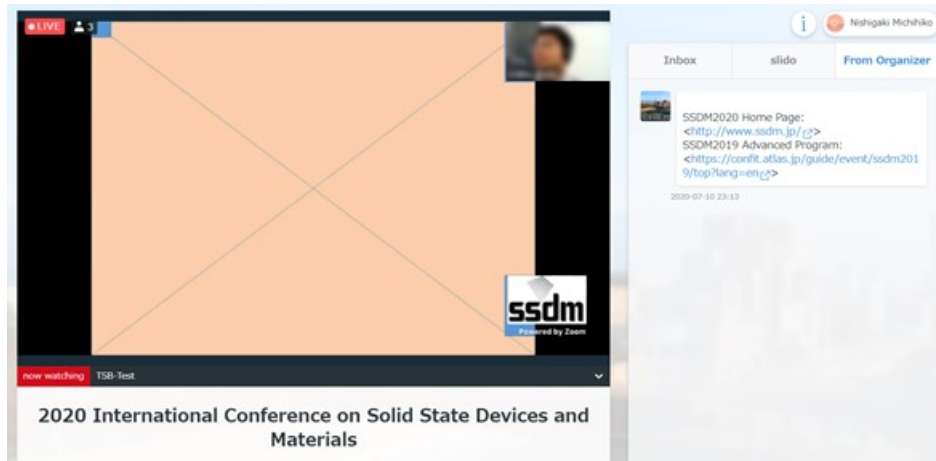 LIVE 3
ssdm
Powered by Zoom
now watching TSB-Test
2020 International Conference on Solid State Devices and
Materials
i Nishigaki Michihiko
Inbox slido From Organizer
SSDM2020 Home Page:
<http://www.ssdm.jp/>
SSDM2019 Advanced Program:
<https://confit.atlas.jp/guide/event/ssdm201
9/top?lang=en>
2020-07-10 23:13